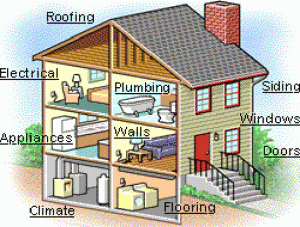 Roofing
Electrical
Plumbing
Siding
Windows
Appliances
Walls
Doors
Climate
Flooring